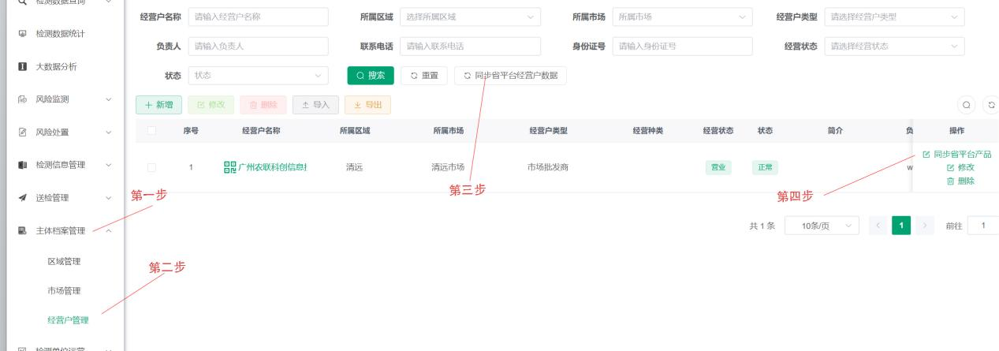 检测数据查询
检测数据统计
大数据分析
风险监测
风险处置
检测信息管理
送检管理
主体档案管理
区域管理
市场管理
经营户管理
检测单位运营
经营户名称 请输入经营户名称 所属区域 选择所属区域 所属市场 所属市场 经营户类型 请选择经营户类型
负责人 请输入负责人 联系电话 请输入联系电话 身份证号 请输入身份证号 经营状态 请选择经营状态
状态 状态 搜索 重置 同步省平台经营户数据
+ 新增 修改 删除 导入 导出
序号 经营户名称 所属区域 所属市场 经营户类型 经营种类 经营状态 状态 简介 操作
1 广州农联科创信息 清远 清远市场 市场批发商 营业 正常 w 同步省平台产品
修改
删除
第一步
第二步
第三步
第四步
共 1 条 10条/页 < 1 > 前往 1